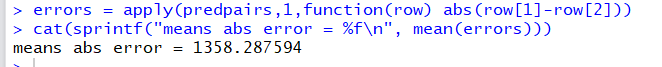 > errors = apply(predpairs,1,function(row) abs(row[1]-row[2]))
> cat(sprintf("means abs error = %f\n", mean(errors)))
means abs error = 1358.287594
>